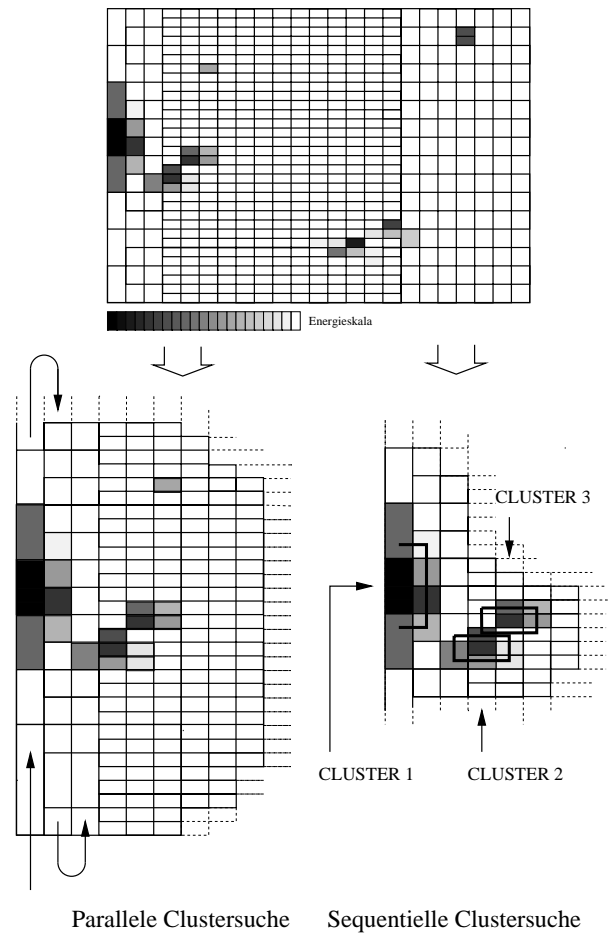 Energieskala
CLUSTER 3
CLUSTER 1
CLUSTER 2
Parallele Clustersuche
Sequentielle Clustersuche